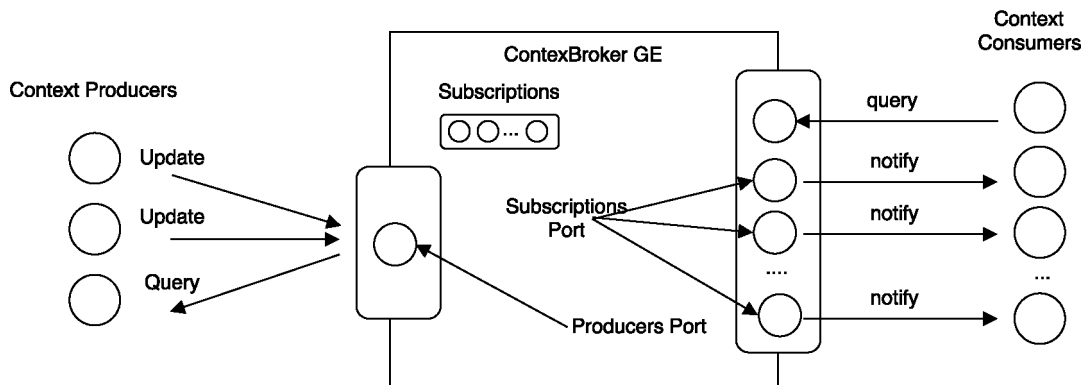 Context
Consumers
ContexBroker GE
Context Producers
Subscriptions
...
query
Update
notify
Update
Subscriptions
Port
notify
....
...
Query
notify
Producers Port